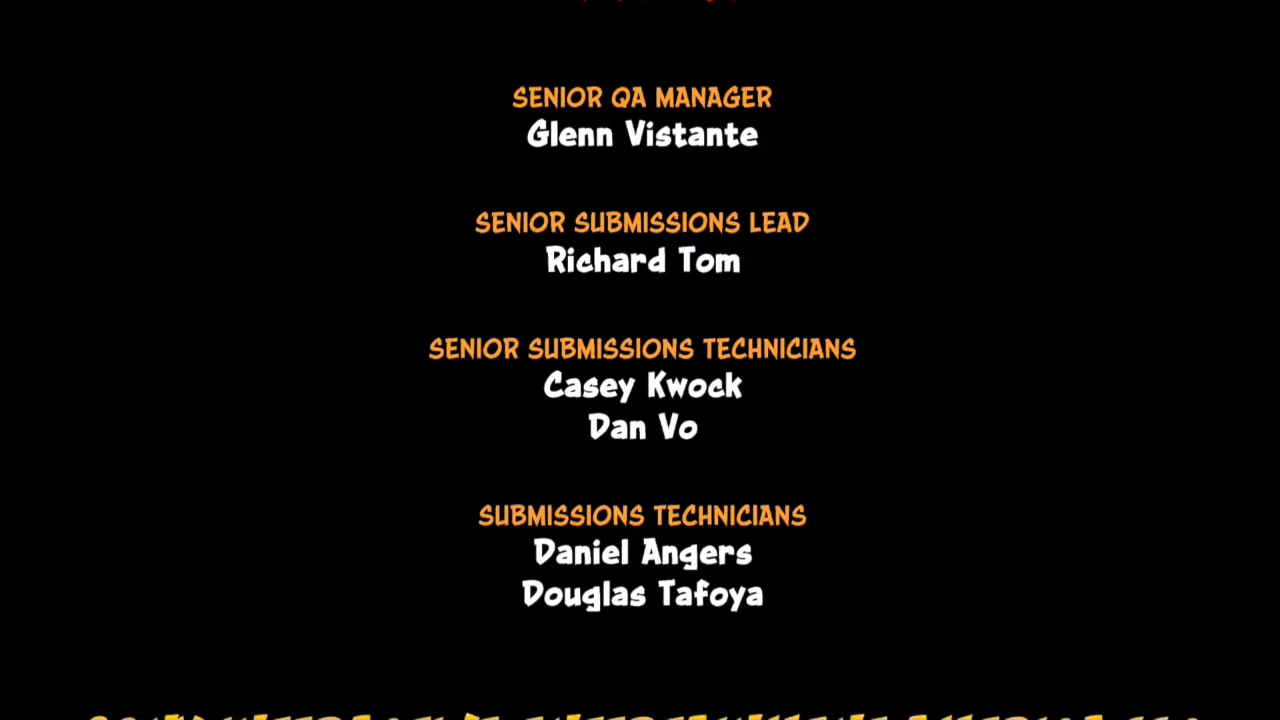 SENIOR QA MANAGER
Glenn Vistante
SENIOR SUBMISSIONS LEAD
Richard Tom
SENIOR SUBMISSIONS TECHNICIANS
Casey Kwock
Dan Vo
SUBMISSIONS TECHNICIANS
Daniel Angers
Douglas Tafoya